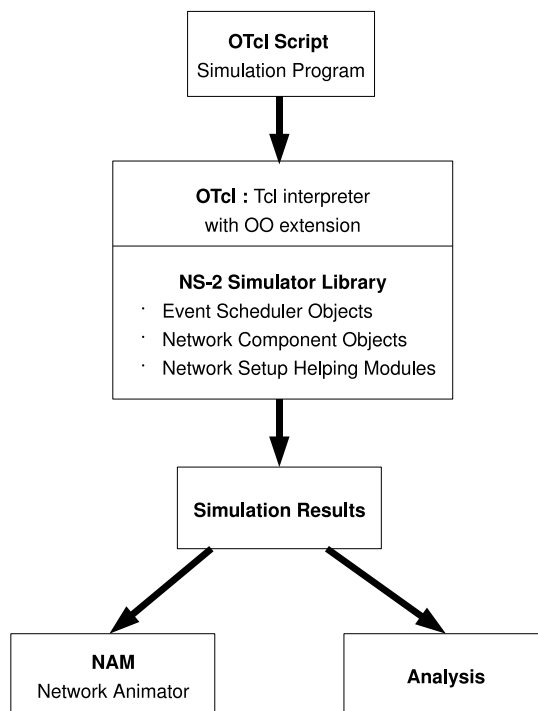 OTcl Script
Simulation Program
OTcl : Tcl interpreter
with OO extension
NS-2 Simulator Library
· Event Scheduler Objects
· Network Component Objects
· Network Setup Helping Modules
Simulation Results
NAM
Network Animator
Analysis